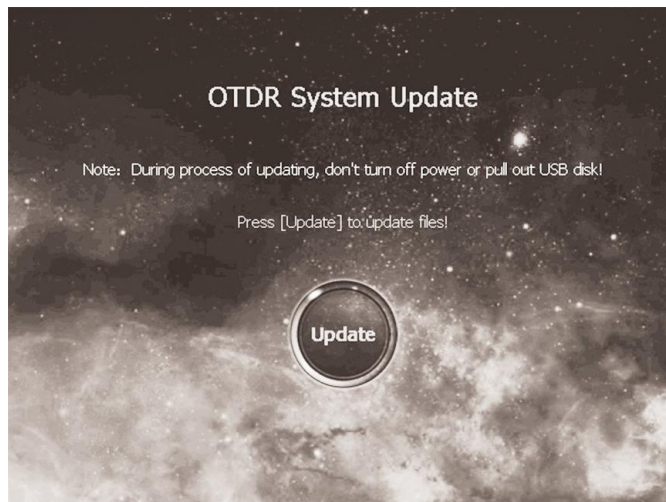 OTDR System Update
Note: During process of updating, don't turn off power or pull out USB disk!
Press [Update] to update files!
Update